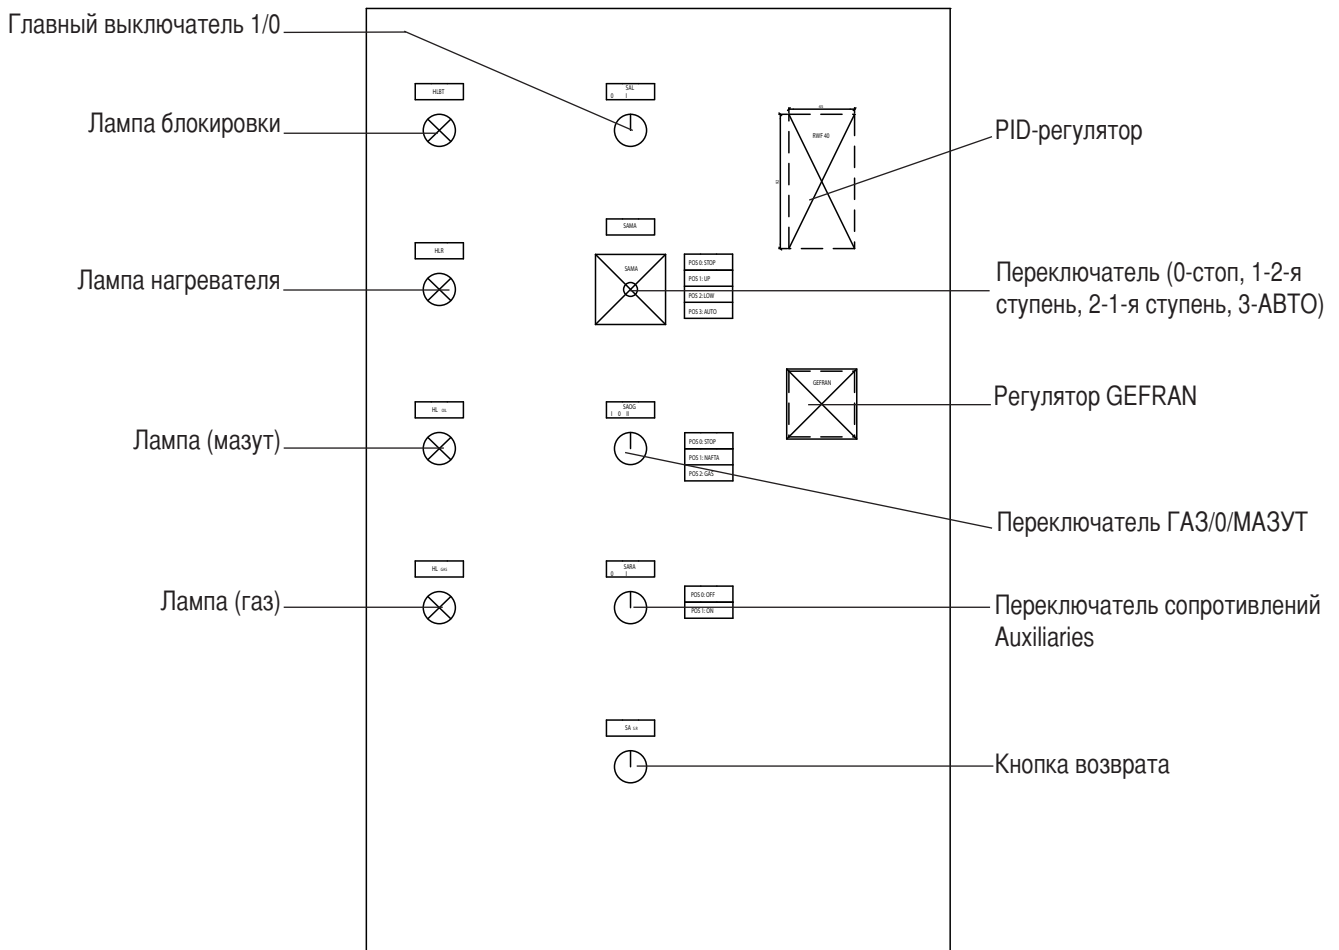 Главный выключатель 1/0
HLBT
SAL
0 I
Лампа блокировки
RWF 40
PID-регулятор
SAMA
HLR
Лампа нагревателя
SAMA
POS 0: STOP
POS 1: UP
POS 2: LOW
POS 3: AUTO
Переключатель (0-стоп, 1-2-я
ступень, 2-1-я ступень, 3-АВТО)
GEFRAN
Регулятор GEFRAN
HL
SAOG
I 0 II
Лампа (мазут)
POS 0: STOP
POS 1: NAFTA
POS 2: GAS
Переключатель ГАЗ/0/МАЗУТ
HL GAS
SARA
0 I
Лампа (газ)
POS 0: OFF
POS 1: ON
Переключатель сопротивлений
Auxiliaries
SA
Кнопка возврата